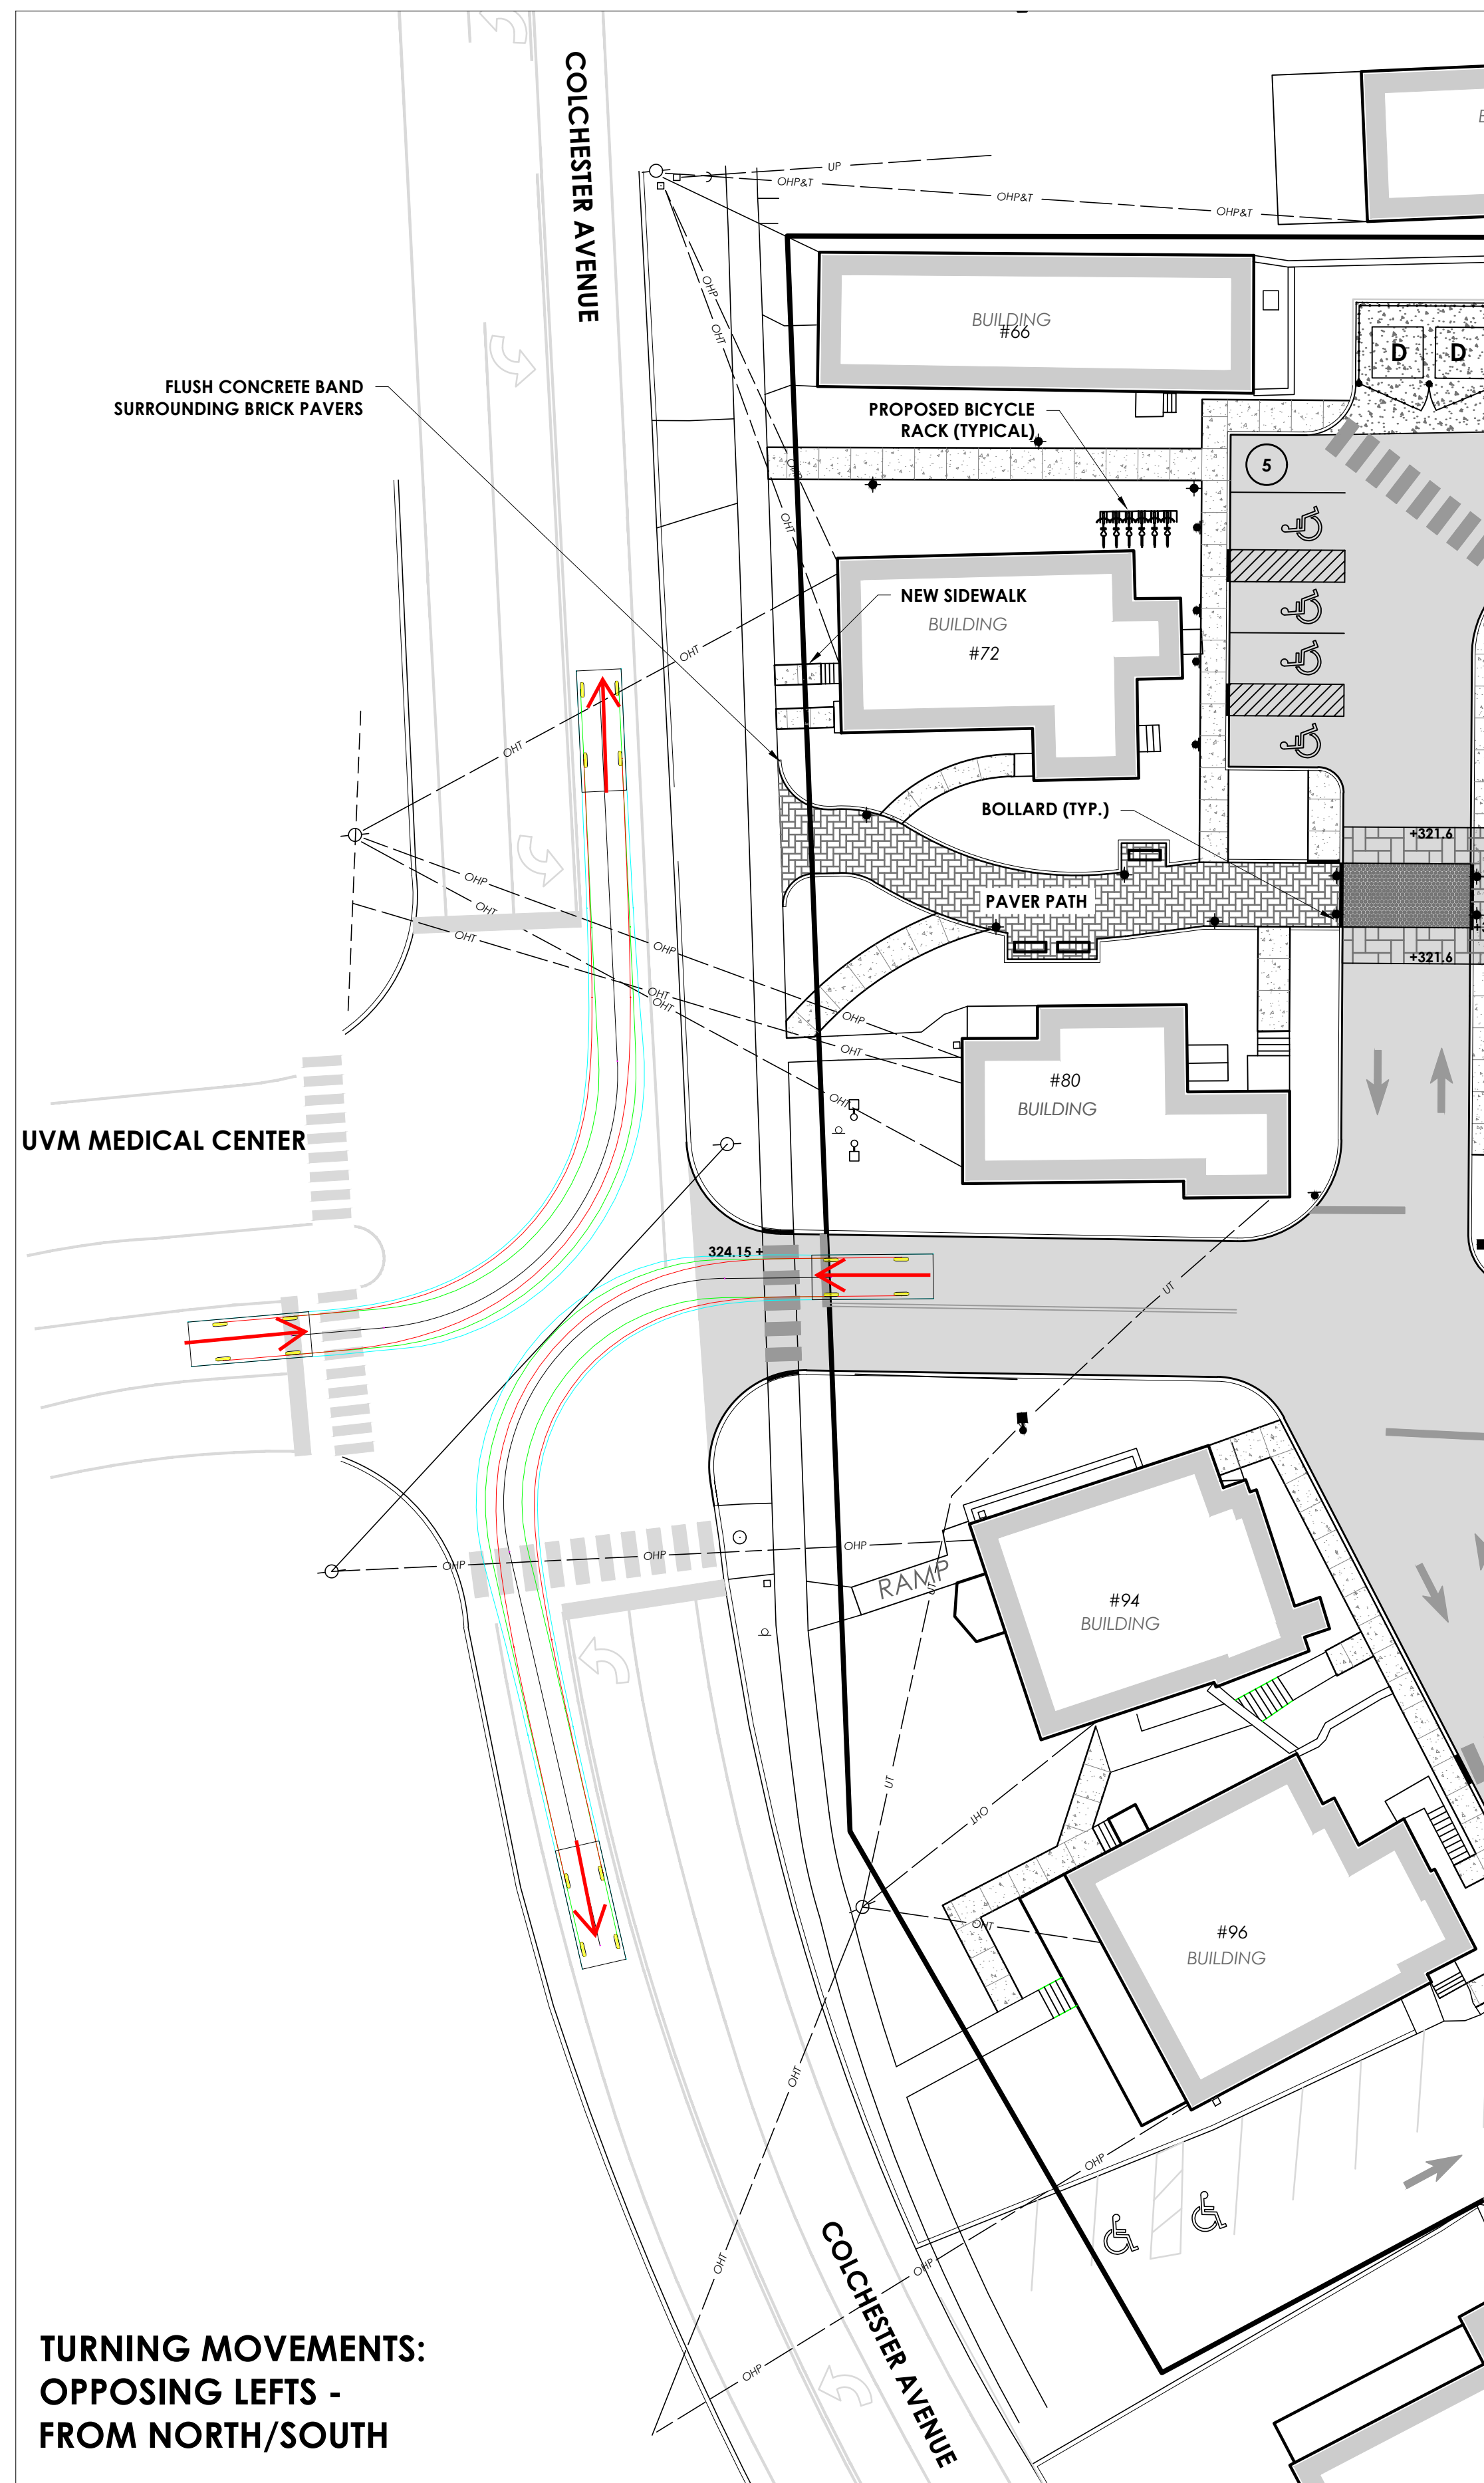 COLCHESTER AVENUE
UP
OHP&T
OHP&T
OHP&T
OHP
OHT
BUILDING
#66
D
D
FLUSH CONCRETE BAND
SURROUNDING BRICK PAVERS
PROPOSED BICYCLE
RACK (TYPICAL)
5
OHT
NEW SIDEWALK
BUILDING
#72
OHT
OHT
BOLLARD (TYP.)
+321.6
OHP
OHT
PAVER PATH
OHT
OHP
+321.6
OHT
OHT
OHP
OHT
OHT
#80
BUILDING
UVM MEDICAL CENTER
324.15 +
UT
OHP
OHP
OHP
RAMP
UT
#94
BUILDING
UT
OHT
OHT
#96
BUILDING
OHT
OHP
OHT
OHP
OHP
COLCHESTER AVENUE
TURNING MOVEMENTS:
OPPOSING LEFTS -
FROM NORTH/SOUTH